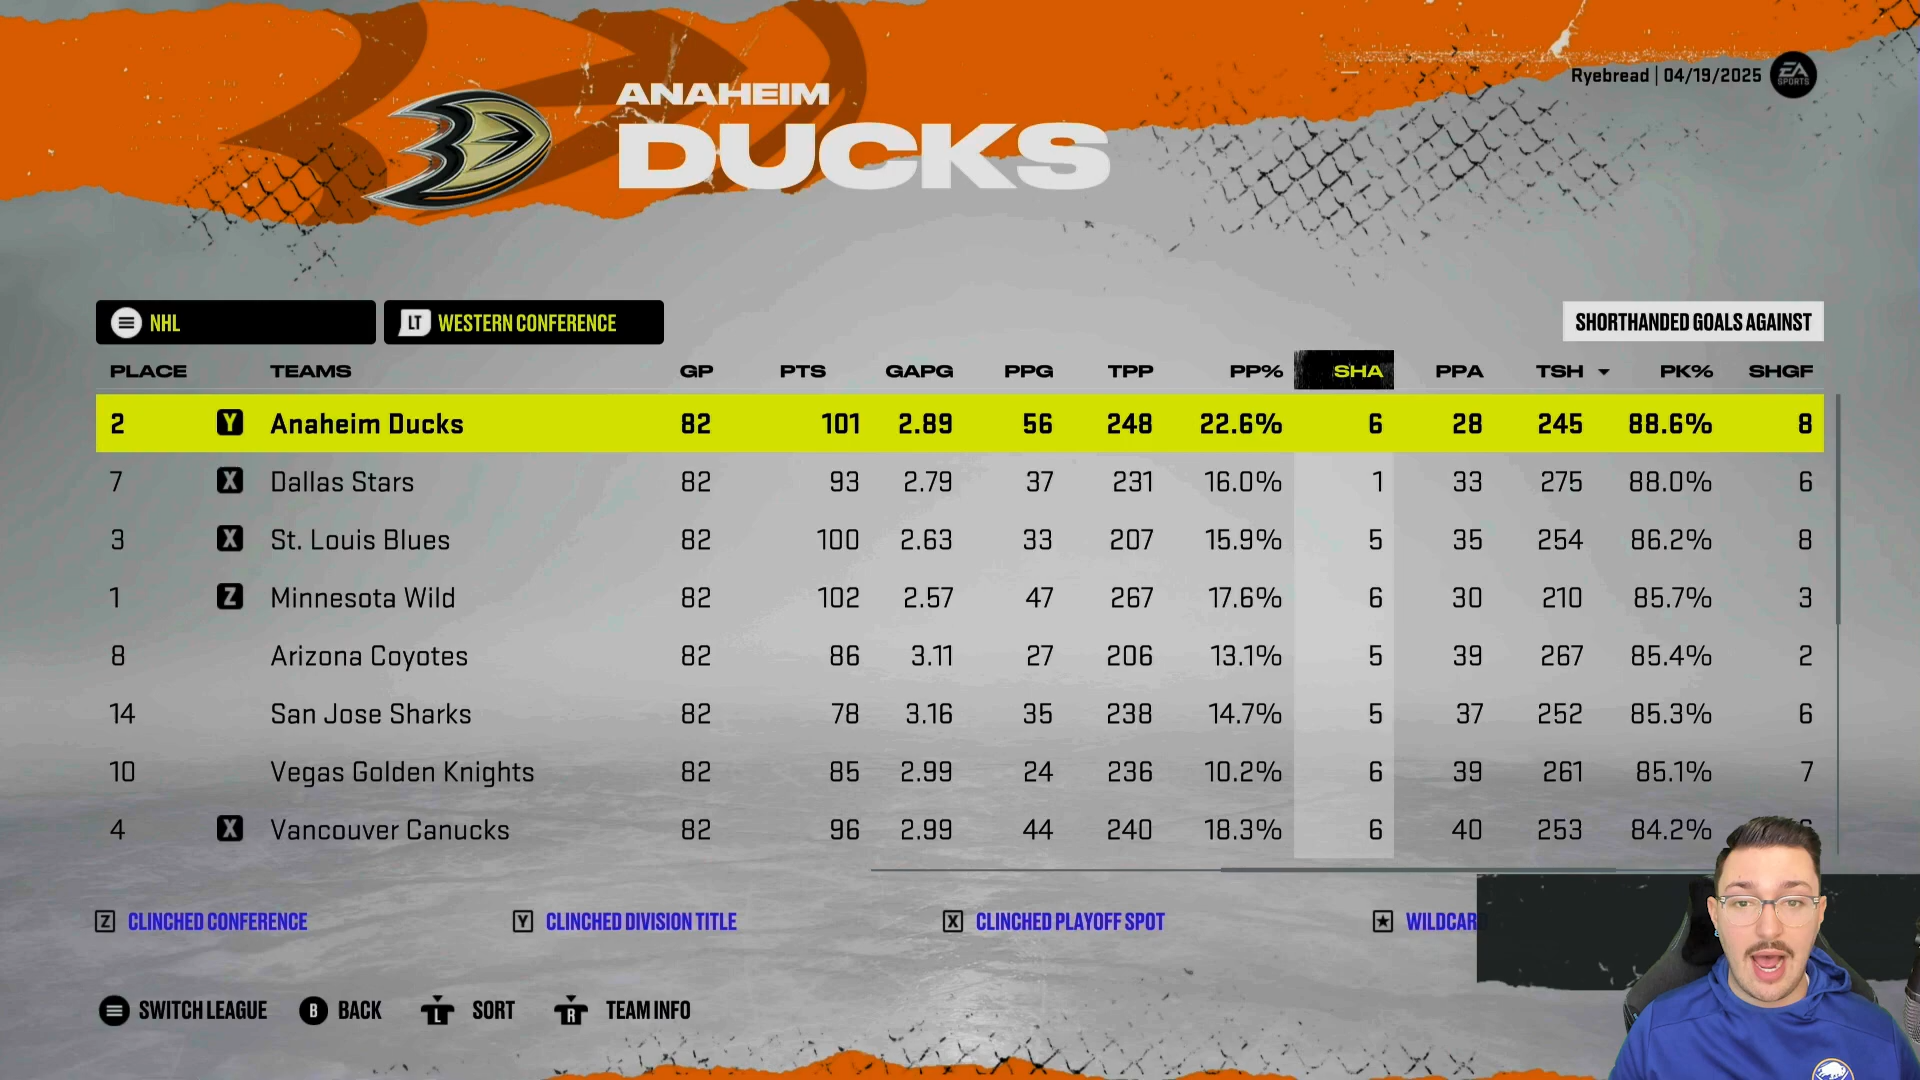 ANAHEIM
DUCKS
Ryebread | 04/19/2025
EA SPORTS
NHL
LT WESTERN CONFERENCE
SHORTHANDED GOALS AGAINST
PLACE TEAMS GP PTS GAPG PPG TPP PP% SHA PPA TSH PK% SHGF
2 Y Anaheim Ducks 82 101 2.89 56 248 22.6% 6 28 245 88.6% 8
7 X Dallas Stars 82 93 2.79 37 231 16.0% 1 33 275 88.0% 6
3 X St. Louis Blues 82 100 2.63 33 207 15.9% 5 35 254 86.2% 8
1 Z Minnesota Wild 82 102 2.57 47 267 17.6% 6 30 210 85.7% 3
8 Arizona Coyotes 82 86 3.11 27 206 13.1% 5 39 267 85.4% 2
14 San Jose Sharks 82 78 3.16 35 238 14.7% 5 37 252 85.3% 6
10 Vegas Golden Knights 82 85 2.99 24 236 10.2% 6 39 261 85.1% 7
4 X Vancouver Canucks 82 96 2.99 44 240 18.3% 6 40 253 84.2%
Z CLINCHED CONFERENCE Y CLINCHED DIVISION TITLE X CLINCHED PLAYOFF SPOT WILDCARD
SWITCH LEAGUE B BACK L SORT R TEAM INFO